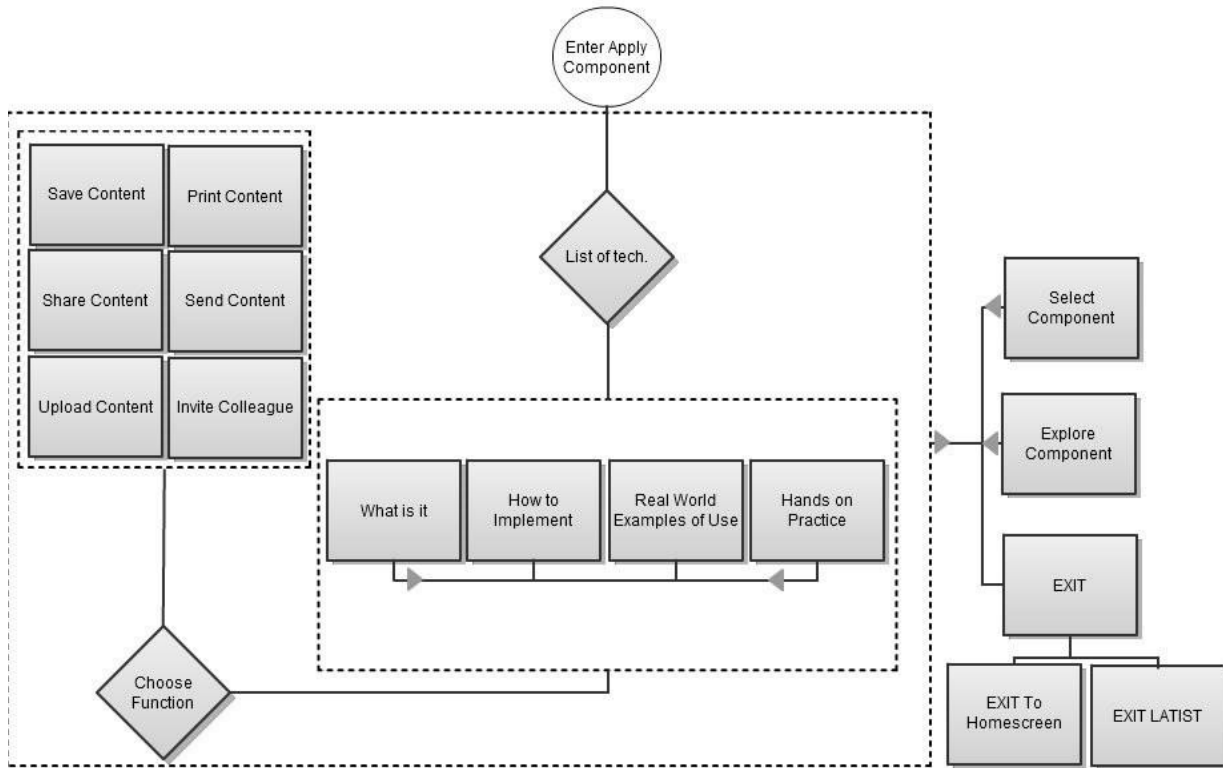 Enter Apply
Component
Save Content
Print Content
Share Content
Send Content
Upload Content
Invite Colleague
List of tech.
What is it
How to
Implement
Real World
Examples of Use
Hands on
Practice
Choose
Function
Select
Component
Explore
Component
EXIT
EXIT To
Homescreen
EXIT LATIST